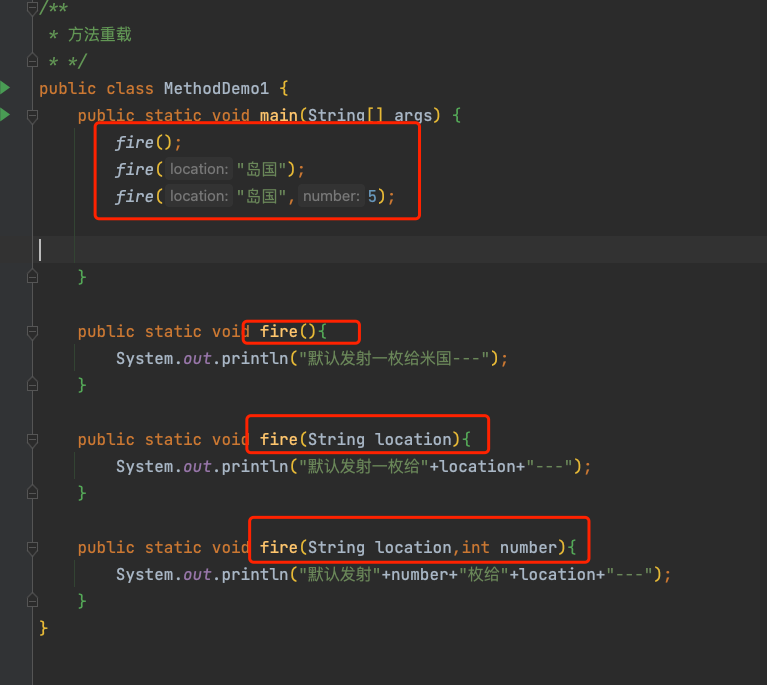 /**
 * 方法重载
 * */
public class MethodDemo1 {
    public static void main(String[] args) {
        fire();
        fire( location: "岛国");
        fire( location: "岛国", number: 5);
    }
    public static void fire(){
        System.out.println("默认发射一枚给米国---");
    }
    public static void fire(String location){
        System.out.println("默认发射一枚给"+location+"---");
    }
    public static void fire(String location,int number){
        System.out.println("默认发射"+number+"枚给"+location+"---");
    }
}